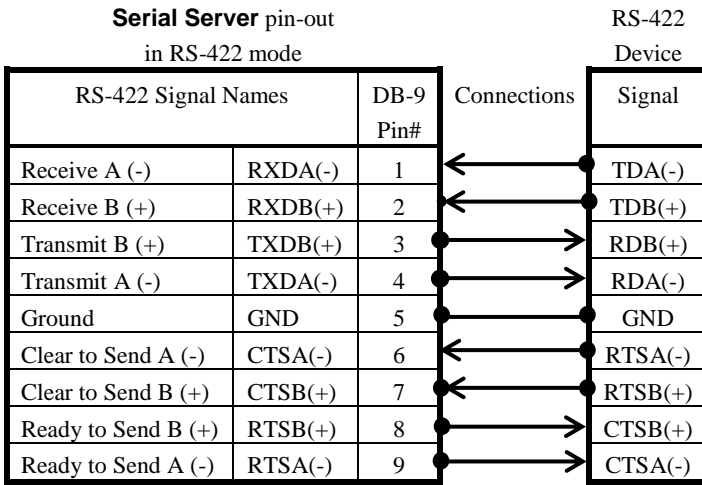 Serial Server pin-out RS-422
in RS-422 mode Device
RS-422 Signal Names DB-9 Connections Signal
Pin#
Receive A (-) RXDA(-) 1 TDA(-)
Receive B (+) RXDB(+) 2 TDB(+)
Transmit B (+) TXDB(+) 3 RDB(+)
Transmit A (-) TXDA(-) 4 RDA(-)
Ground GND 5 GND
Clear to Send A (-) CTSA(-) 6 RTSA(-)
Clear to Send B (+) CTSB(+) 7 RTSB(+)
Ready to Send B (+) RTSB(+) 8 CTSB(+)
Ready to Send A (-) RTSA(-) 9 CTSA(-)